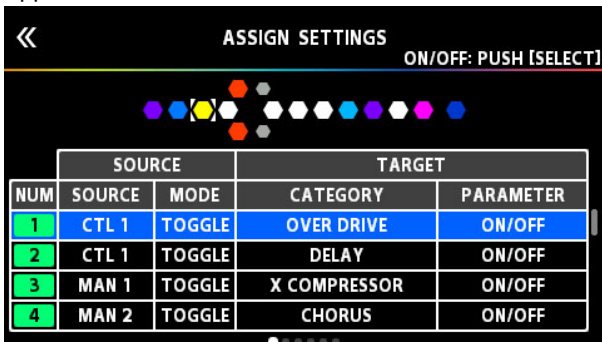 « ASSIGN SETTINGS
ON/OFF: PUSH [SELECT]
SOURCE TARGET
NUM SOURCE MODE CATEGORY PARAMETER
1 CTL 1 TOGGLE OVER DRIVE ON/OFF
2 CTL 1 TOGGLE DELAY ON/OFF
3 MAN 1 TOGGLE X COMPRESSOR ON/OFF
4 MAN 2 TOGGLE CHORUS ON/OFF